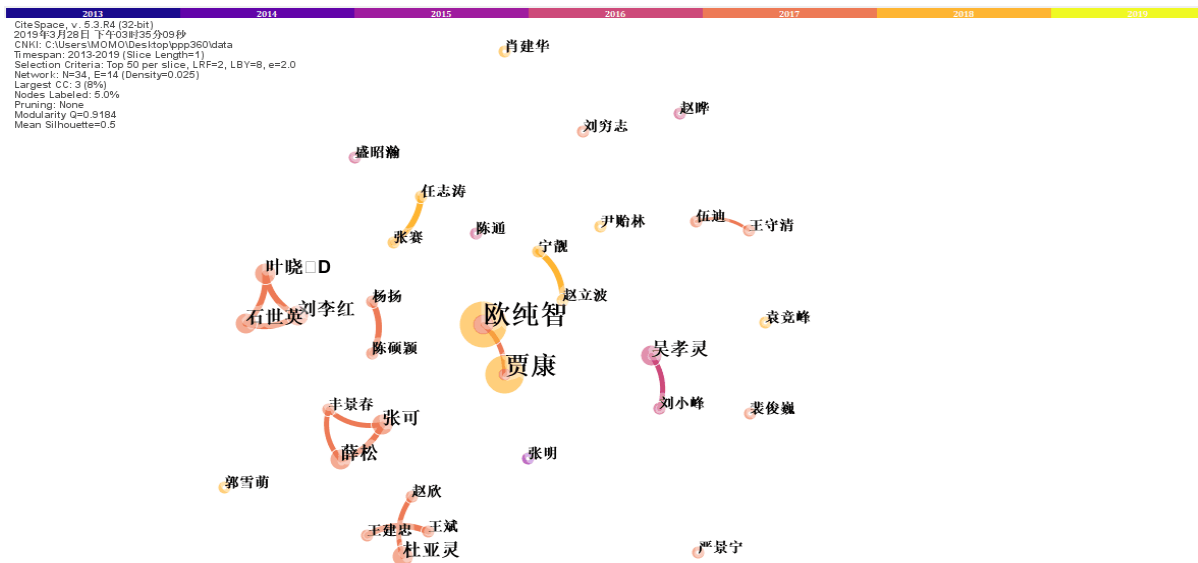 2013 2014 2015 2016 2017 2018 2019
CiteSpace, v. 5.3.R4 (32-bit)
2019年3月28日 下午03时35分09秒
CNKI: C:\Users\MOMO\Desktop\ppp360\data
Timespan: 2013-2019 (Slice Length=1)
Selection Criteria: Top 50 per slice, LRF=2, LBY=8, e=2.0
Network: N=34, E=14 (Density=0.025)
Largest CC: 3 (8%)
Nodes Labeled: 5.0%
Pruning: None
Modularity Q=0.9184
Mean Silhouette=0.5
肖建华
赵晔
刘穷志
盛昭瀚
任志涛
伍迪
尹贻林
王守清
陈通
张赛
宁靓
叶晓□D
杨扬
赵立波
刘李红
石世英
欧纯智
袁竞峰
陈硕颖
吴孝灵
贾康
丰景春
刘小峰
裴俊巍
张可
薛松
张明
郭雪萌
赵欣
王建忠
王斌
杜亚灵
严景宁